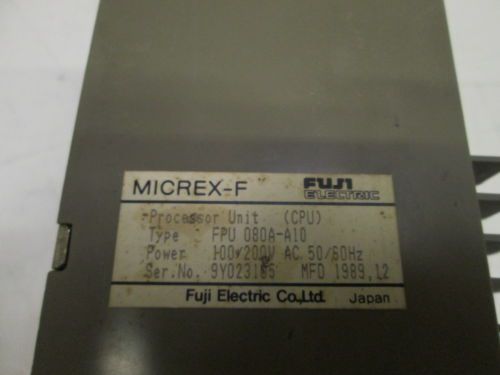 MICREX-F
FUJI
ELECTRIC
Processor Unit (CPU)
Type FPU 080A-A10
Power 100/200V AC 50/60Hz
Ser.No. MFD 1989,12
Fuji Electric Co.,Ltd. Japan